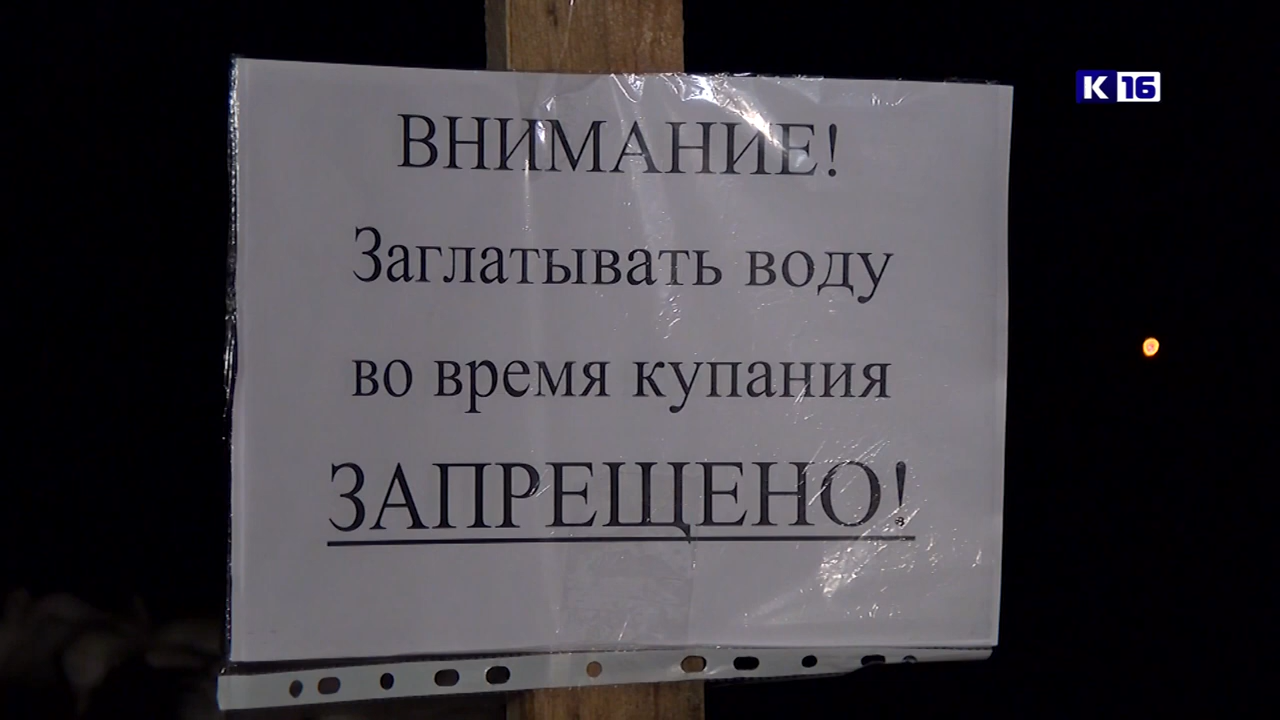 К 16
ВНИМАНИЕ!
Заглатывать воду
во время купания
ЗАПРЕЩЕНО!